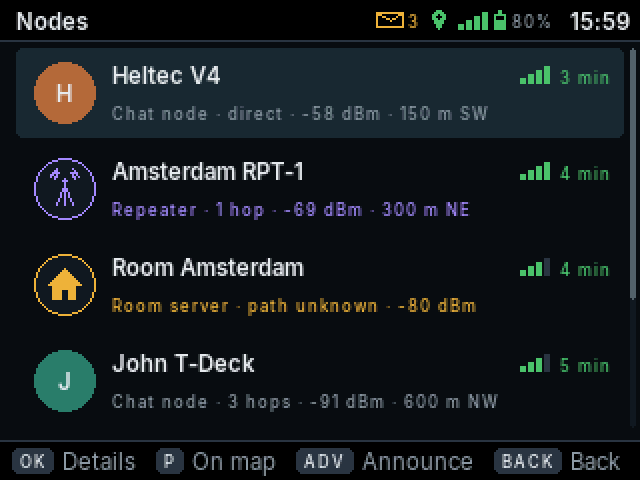 Nodes 3 80% 15:59
H Heltec V4 3 min
Chat node · direct · -58 dBm · 150 m SW
Amsterdam RPT-1 4 min
Repeater · 1 hop · -69 dBm · 300 m NE
Room Amsterdam 4 min
Room server · path unknown · -80 dBm
J John T-Deck 5 min
Chat node · 3 hops · -91 dBm · 600 m NW
OK Details P On map ADV Announce BACK Back